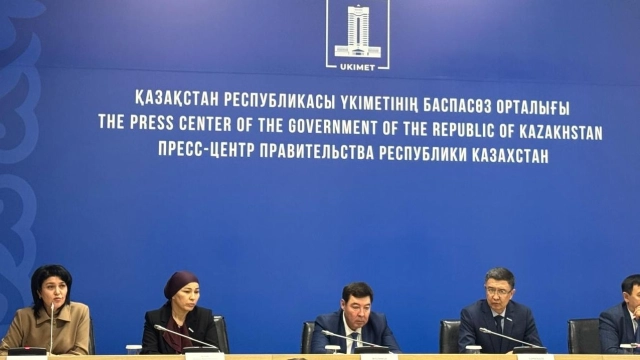 UKIMET
ҚАЗАҚСТАН РЕСПУБЛИКАСЫ ҮКІМЕТІНІҢ БАСПАСӨЗ ОРТАЛЫҒЫ
THE PRESS CENTER OF THE GOVERNMENT OF THE REPUBLIC OF KAZAKHSTAN
ПРЕСС-ЦЕНТР ПРАВИТЕЛЬСТВА РЕСПУБЛИКИ КАЗАХСТАН